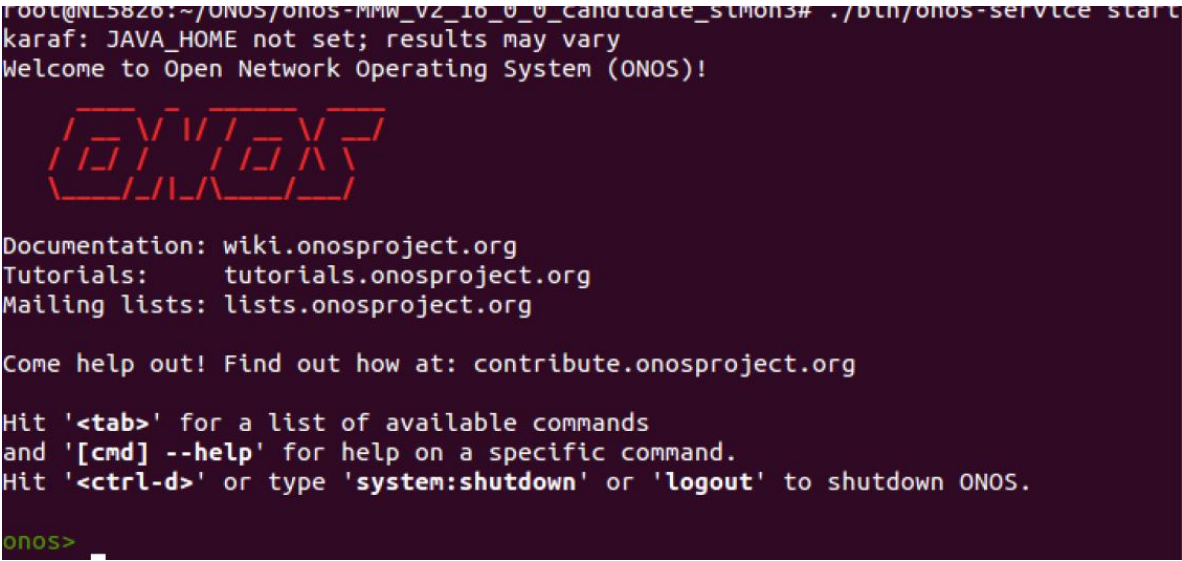 root@NL5826:~/ONOS/onos-MMW_v2_16_0_0_candidate_simon3# ./bin/onos-service start
karaf: JAVA_HOME not set; results may vary
Welcome to Open Network Operating System (ONOS)!
ONOS
Documentation: wiki.onosproject.org
Tutorials:     tutorials.onosproject.org
Mailing lists: lists.onosproject.org
Come help out! Find out how at: contribute.onosproject.org
Hit '<tab>' for a list of available commands
and '[cmd] --help' for help on a specific command.
Hit '<ctrl-d>' or type 'system:shutdown' or 'logout' to shutdown ONOS.
onos>